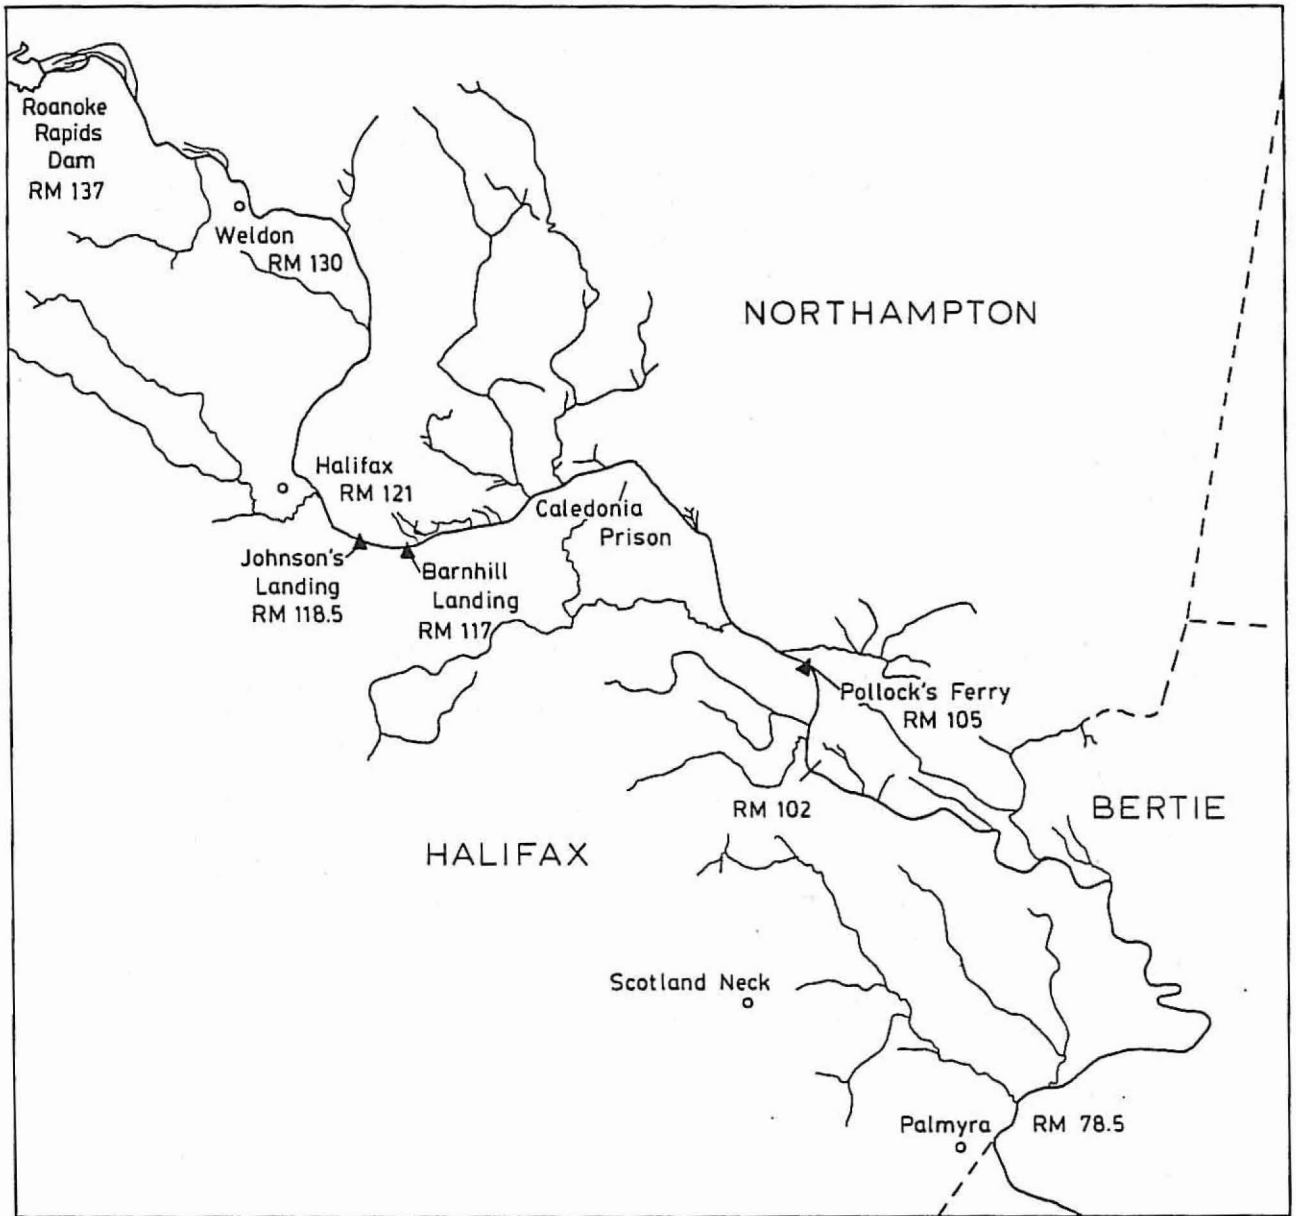 Roanoke
Rapids
Dam
RM 137
Weldon
RM 130
NORTHAMPTON
Halifax
RM 121
Caledonia
Prison
Johnson's
Landing
RM 118.5
Barnhill
Landing
RM 117
Pollock's Ferry
RM 105
RM 102
BERTIE
HALIFAX
Scotland Neck
Palmyra
RM 78.5